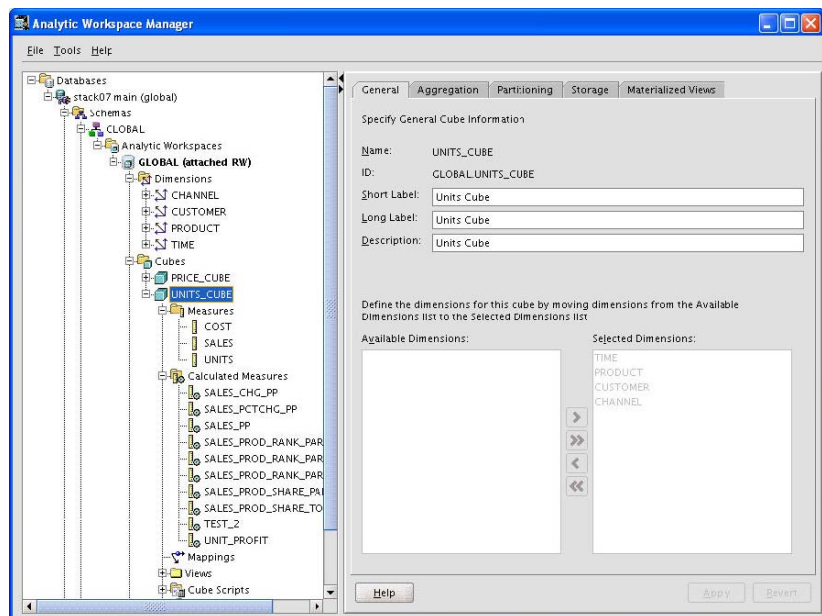 Analytic Workspace Manager
File Tools Help
Databases
stack07 main (global)
Schemas
GLOBAL
Analytic Workspaces
GLOBAL (attached RW)
Dimensions
CHANNEL
CUSTOMER
PRODUCT
TIME
Cubes
PRICE_CUBE
UNITS_CUBE
Measures
COST
SALES
UNITS
Calculated Measures
SALES_CHG_PP
SALES_PCTCHG_PP
SALES_PP
SALES_PROD_RANK_PAR
SALES_PROD_RANK_PAR
SALES_PROD_RANK_PAR
SALES_PROD_SHARE_PAI
SALES_PROD_SHARE_TO
TEST_2
UNIT_PROFIT
Mappings
Views
Cube Scripts
General Aggregation Partitioning Storage Materialized Views
Specify General Cube Information
Name: UNITS_CUBE
ID: GLOBAL.UNITS_CUBE
Short Label: Units Cube
Long Label: Units Cube
Description: Units Cube
Define the dimensions for this cube by moving dimensions from the Available
Dimensions list to the Selected Dimensions list
Available Dimensions: Selected Dimensions:
TIME
PRODUCT
CUSTOMER
CHANNEL
Help Apply Revert